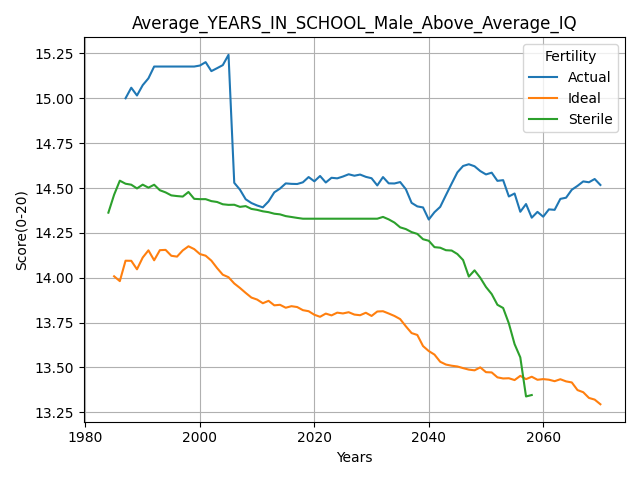 Average_YEARS_IN_SCHOOL_Male_Above_Average_IQ
Fertility
Actual
Ideal
Sterile
Score(0-20)
15.25
15.00
14.75
14.50
14.25
14.00
13.75
13.50
13.25
1980
2000
2020
2040
2060
Years